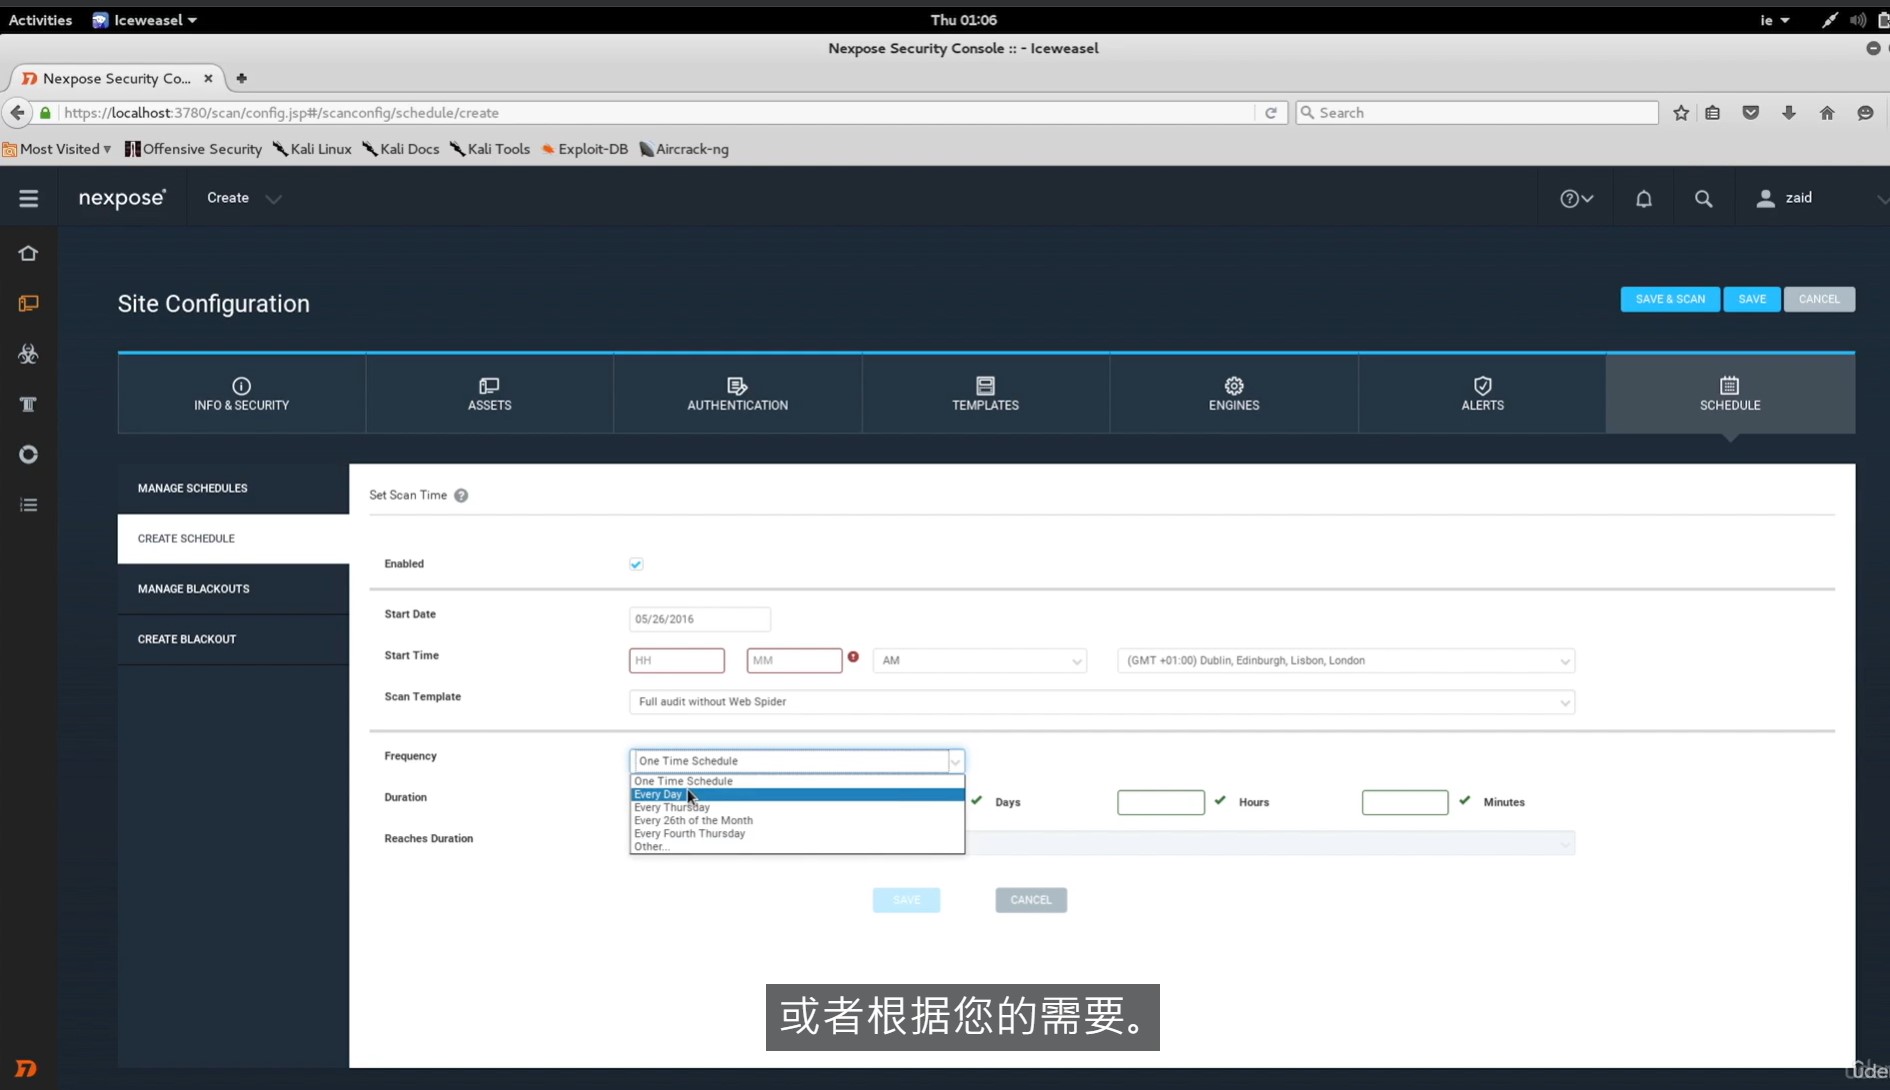 Activities Iceweasel Thu 01:06 ie
Nexpose Security Console :: - Iceweasel
Nexpose Security Co...
https://localhost:3780/scan/config.jsp#/scanconfig/schedule/create Search
Most Visited Offensive Security Kali Linux Kali Docs Kali Tools Exploit-DB Aircrack-ng
nexpose Create zaid
Site Configuration SAVE & SCAN SAVE CANCEL
INFO & SECURITY ASSETS AUTHENTICATION TEMPLATES ENGINES ALERTS SCHEDULE
MANAGE SCHEDULES
CREATE SCHEDULE
MANAGE BLACKOUTS
CREATE BLACKOUT
Set Scan Time
Enabled
Start Date 05/26/2016
Start Time HH MM AM (GMT +01:00) Dublin, Edinburgh, Lisbon, London
Scan Template Full audit without Web Spider
Frequency One Time Schedule
One Time Schedule
Every Day
Every Thursday
Every 26th of the Month
Every Fourth Thursday
Other...
Duration Days Hours Minutes
Reaches Duration
SAVE CANCEL
或者根据您的需要。